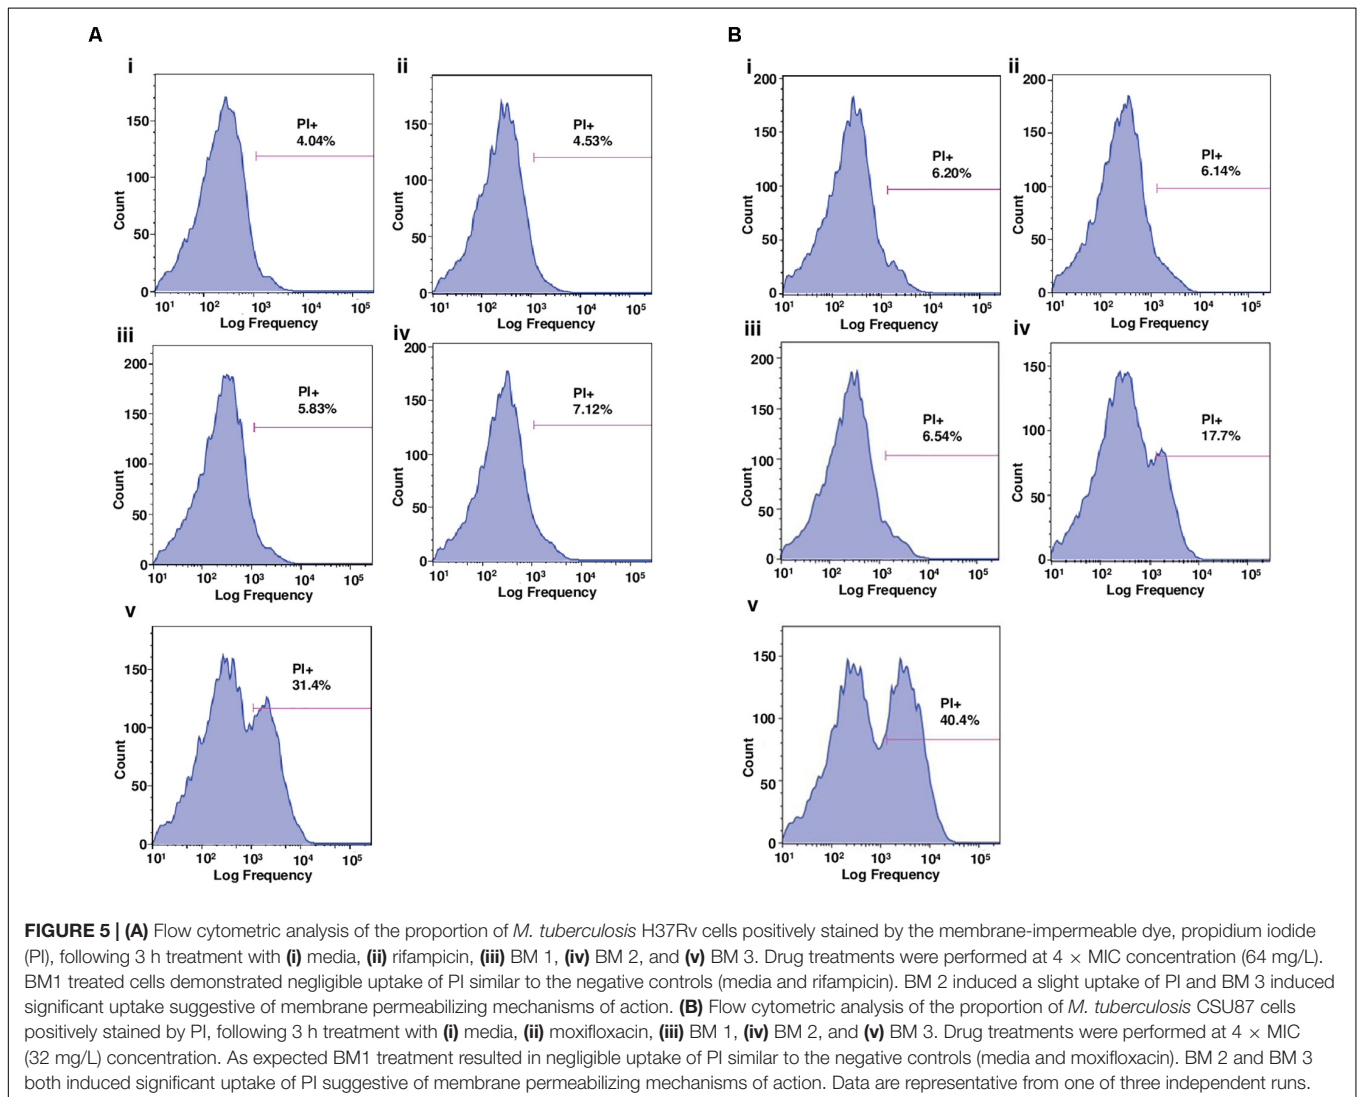 A
B
i
150
100
50
0
Count
PI+
4.04%
10¹ 10² 10³ 10⁴ 10⁵
Log Frequency
ii
150
100
50
0
Count
PI+
4.53%
10¹ 10² 10³ 10⁴ 10⁵
Log Frequency
i
200
150
100
50
0
Count
PI+
6.20%
10¹ 10² 10³ 10⁴ 10⁵
Log Frequency
ii
200
150
100
50
0
Count
PI+
6.14%
10¹ 10² 10³ 10⁴ 10⁵
Log Frequency
iii
200
150
100
50
0
Count
PI+
5.83%
10¹ 10² 10³ 10⁴ 10⁵
Log Frequency
iv
200
150
100
50
0
Count
PI+
7.12%
10¹ 10² 10³ 10⁴ 10⁵
Log Frequency
iii
200
150
100
50
0
Count
PI+
6.54%
10¹ 10² 10³ 10⁴ 10⁵
Log Frequency
iv
150
100
50
0
Count
PI+
17.7%
10¹ 10² 10³ 10⁴ 10⁵
Log Frequency
v
150
100
50
0
Count
PI+
31.4%
10¹ 10² 10³ 10⁴ 10⁵
Log Frequency
v
150
100
50
0
Count
PI+
40.4%
10¹ 10² 10³ 10⁴ 10⁵
Log Frequency
FIGURE 5 | (A) Flow cytometric analysis of the proportion of M. tuberculosis H37Rv cells positively stained by the membrane-impermeable dye, propidium iodide
(PI), following 3 h treatment with (i) media, (ii) rifampicin, (iii) BM 1, (iv) BM 2, and (v) BM 3. Drug treatments were performed at 4 × MIC concentration (64 mg/L).
BM1 treated cells demonstrated negligible uptake of PI similar to the negative controls (media and rifampicin). BM 2 induced a slight uptake of PI and BM 3 induced
significant uptake suggestive of membrane permeabilizing mechanisms of action. (B) Flow cytometric analysis of the proportion of M. tuberculosis CSU87 cells
positively stained by PI, following 3 h treatment with (i) media, (ii) moxifloxacin, (iii) BM 1, (iv) BM 2, and (v) BM 3. Drug treatments were performed at 4 × MIC
(32 mg/L) concentration. As expected BM1 treatment resulted in negligible uptake of PI similar to the negative controls (media and moxifloxacin). BM 2 and BM 3
both induced significant uptake of PI suggestive of membrane permeabilizing mechanisms of action. Data are representative from one of three independent runs.